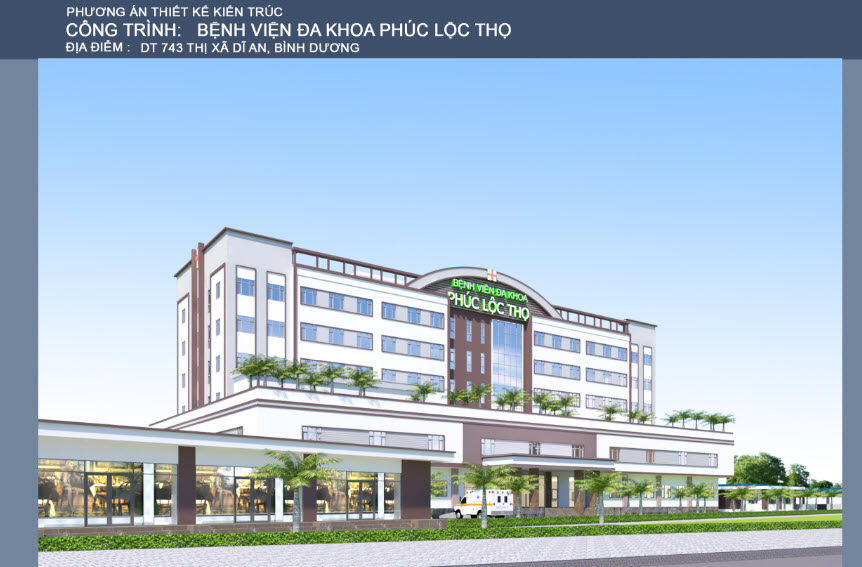 PHƯƠNG ÁN THIẾT KẾ KIẾN TRÚC
CÔNG TRÌNH: BỆNH VIỆN ĐA KHOA PHÚC LỘC THỌ
ĐỊA ĐIỂM : DT 743 THỊ XÃ DĨ AN, BÌNH DƯƠNG
BỆNH VIỆN ĐA KHOA
PHÚC LỘC THỌ